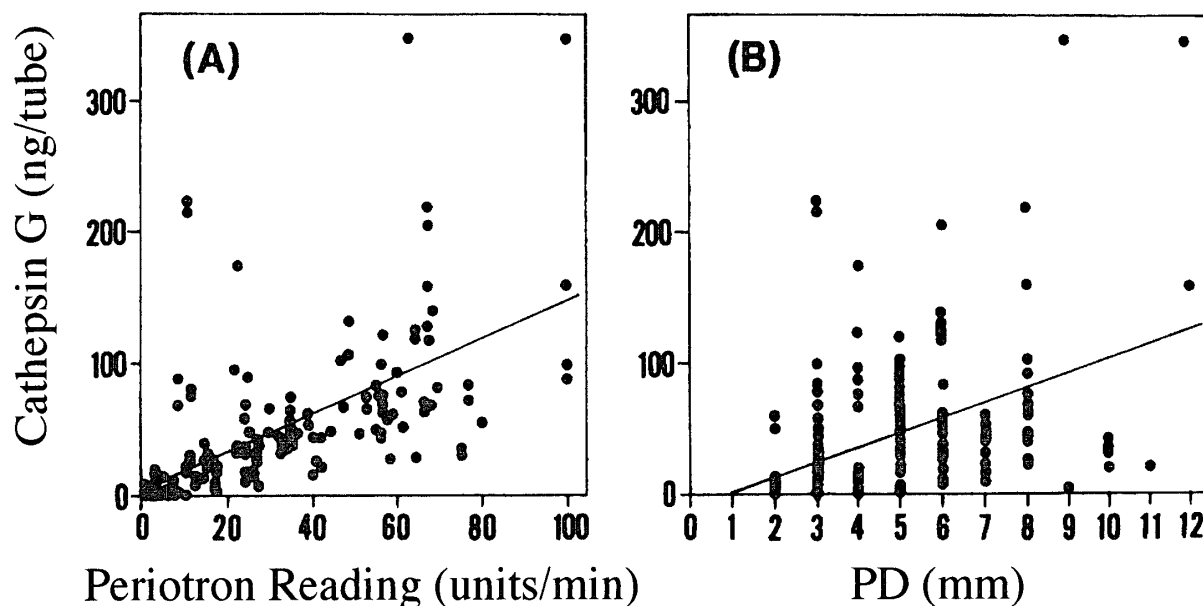 Cathepsin G (ng/tube)
(A)
300
200
100
0
0 20 40 60 80 100
Periotron Reading (units/min)
(B)
300
200
100
0
0 1 2 3 4 5 6 7 8 9 10 11 12
PD (mm)